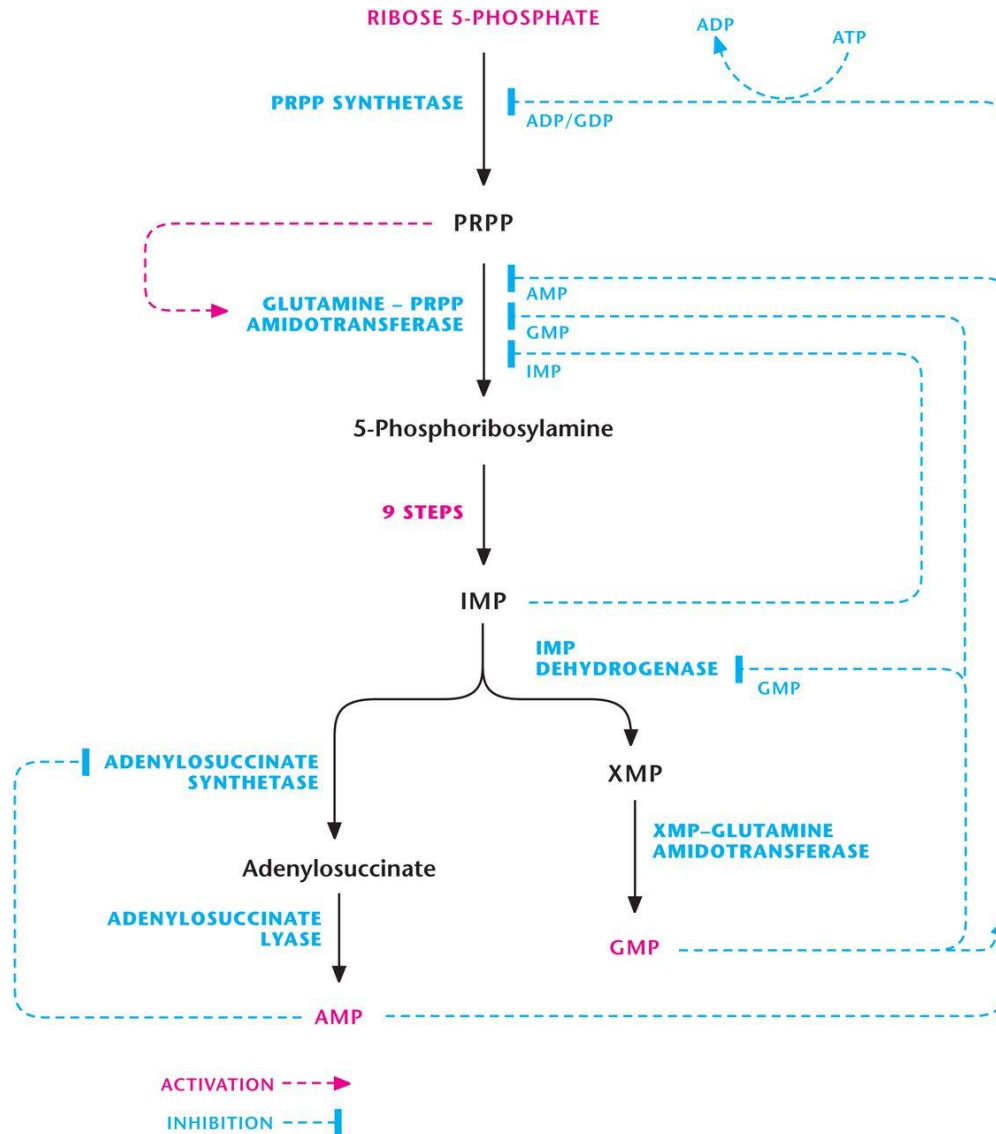 RIBOSE 5-PHOSPHATE
ADP
ATP
PRPP SYNTHETASE
ADP/GDP
PRPP
AMP
GLUTAMINE – PRPP
AMIDOTRANSFERASE
GMP
IMP
5-Phosphoribosylamine
9 STEPS
IMP
IMP
DEHYDROGENASE
GMP
ADENYLOSUCCINATE
SYNTHETASE
XMP
XMP–GLUTAMINE
AMIDOTRANSFERASE
Adenylosuccinate
ADENYLOSUCCINATE
LYASE
GMP
AMP
ACTIVATION
INHIBITION